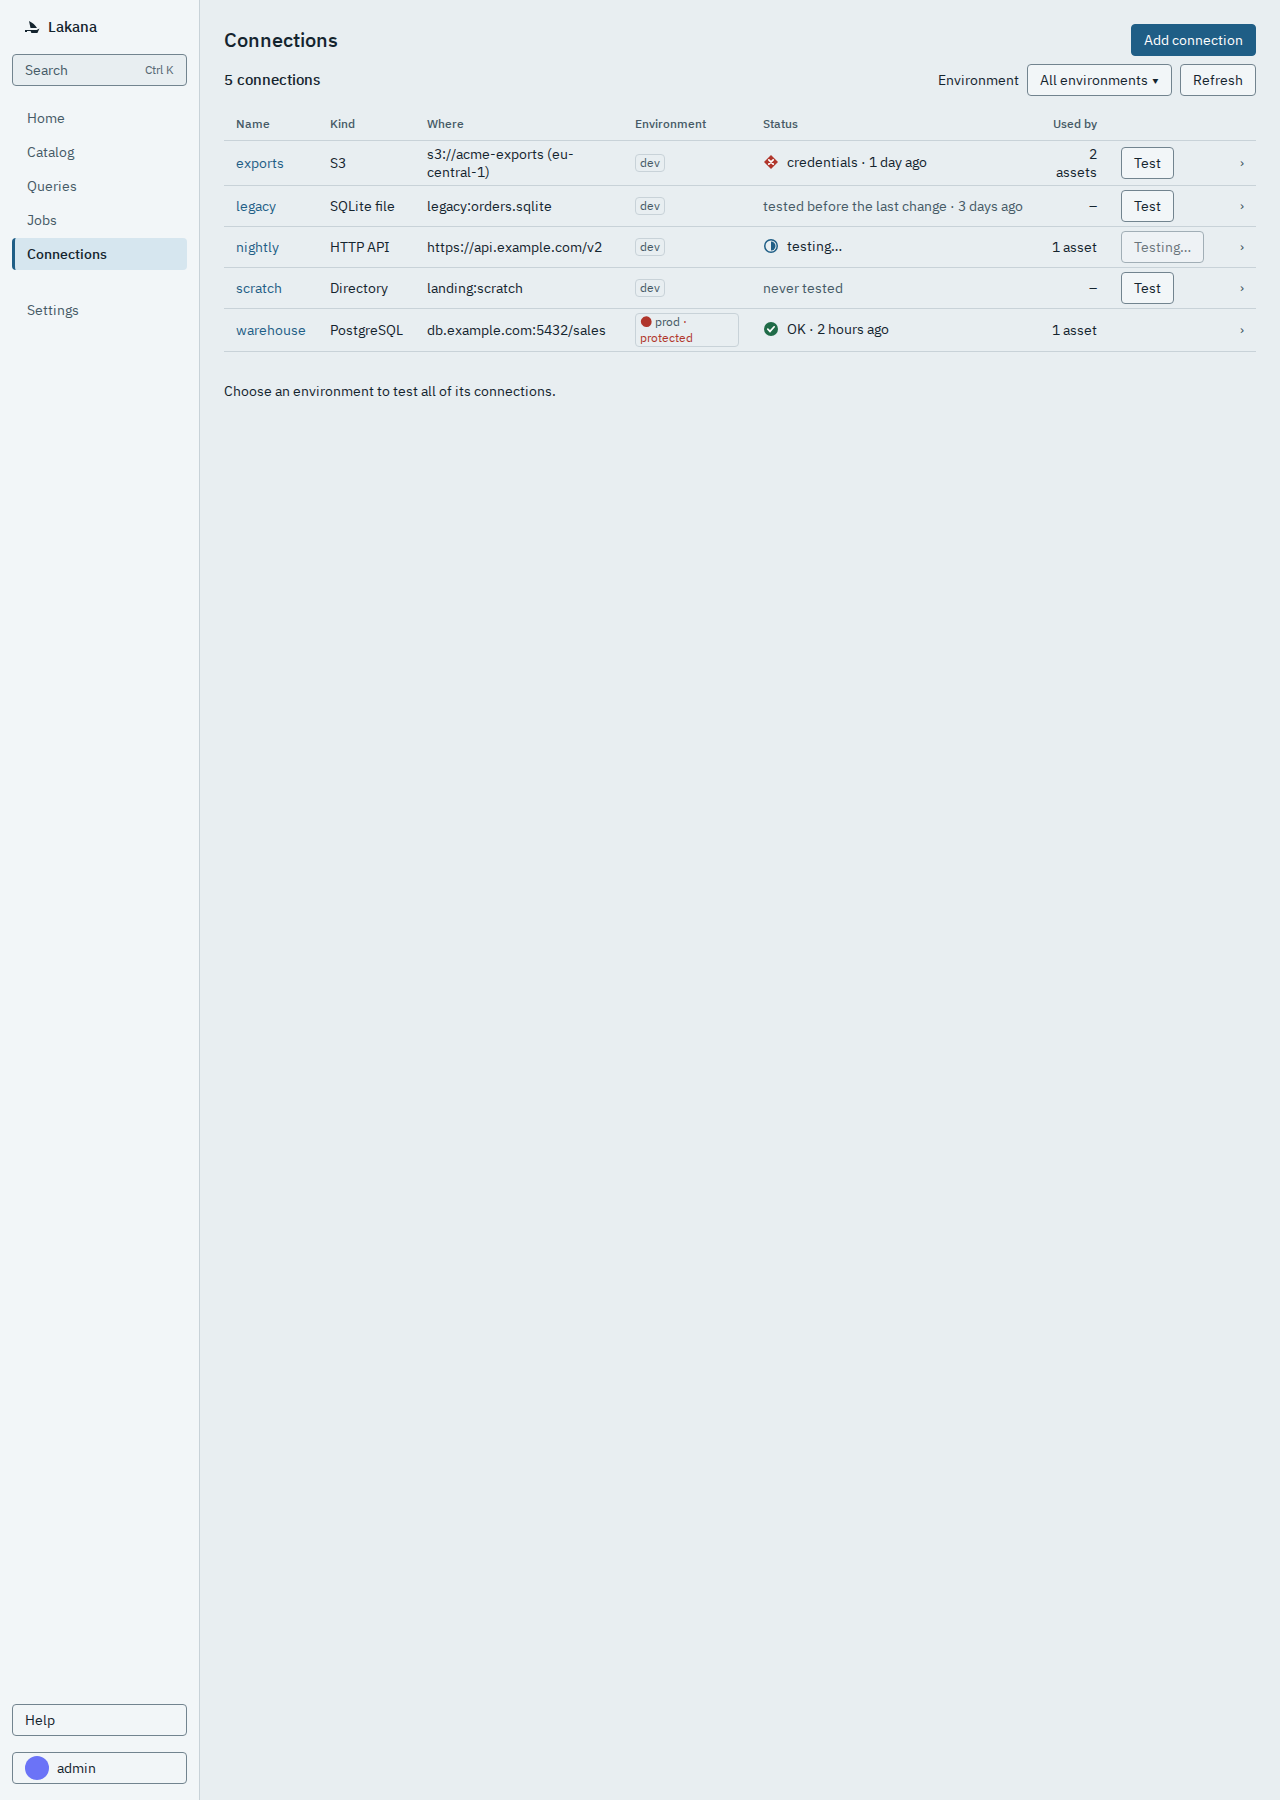 Lakana
Search Ctrl K
Home
Catalog
Queries
Jobs
Connections
Settings
Help
admin
Connections
Add connection
5 connections
Environment All environments ▾ Refresh
Name Kind Where Environment Status Used by
exports S3 s3://acme-exports (eu-central-1) dev credentials · 1 day ago 2 assets Test ›
legacy SQLite file legacy:orders.sqlite dev tested before the last change · 3 days ago – Test ›
nightly HTTP API https://api.example.com/v2 dev testing... 1 asset Testing... ›
scratch Directory landing:scratch dev never tested – Test ›
warehouse PostgreSQL db.example.com:5432/sales prod · protected OK · 2 hours ago 1 asset ›
Choose an environment to test all of its connections.